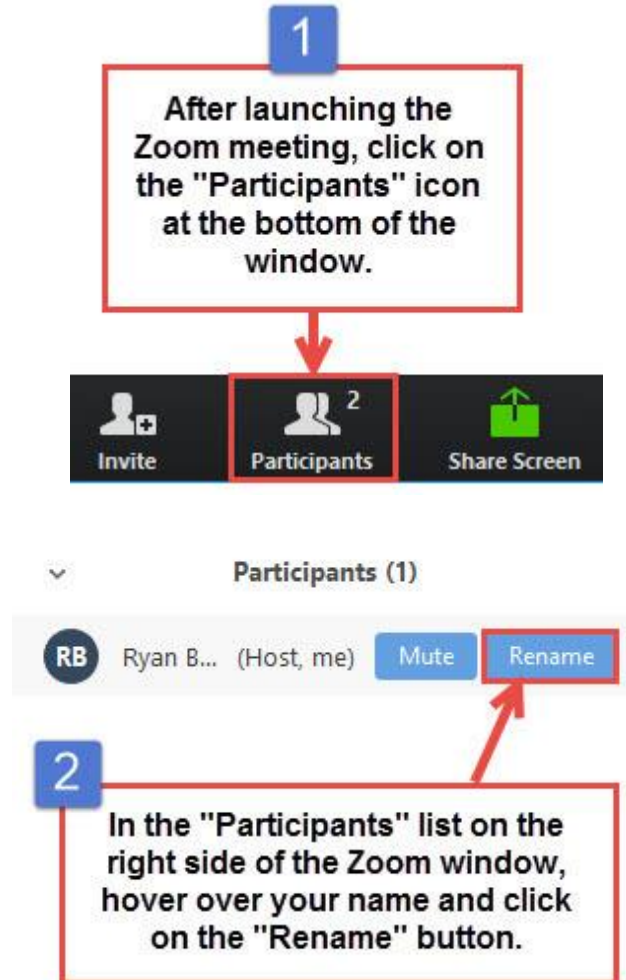 1
After launching the
Zoom meeting, click on
the "Participants" icon
at the bottom of the
window.
2
Invite Participants Share Screen
Participants (1)
RB Ryan B... (Host, me) Mute Rename
2
In the "Participants" list on the
right side of the Zoom window,
hover over your name and click
on the "Rename" button.